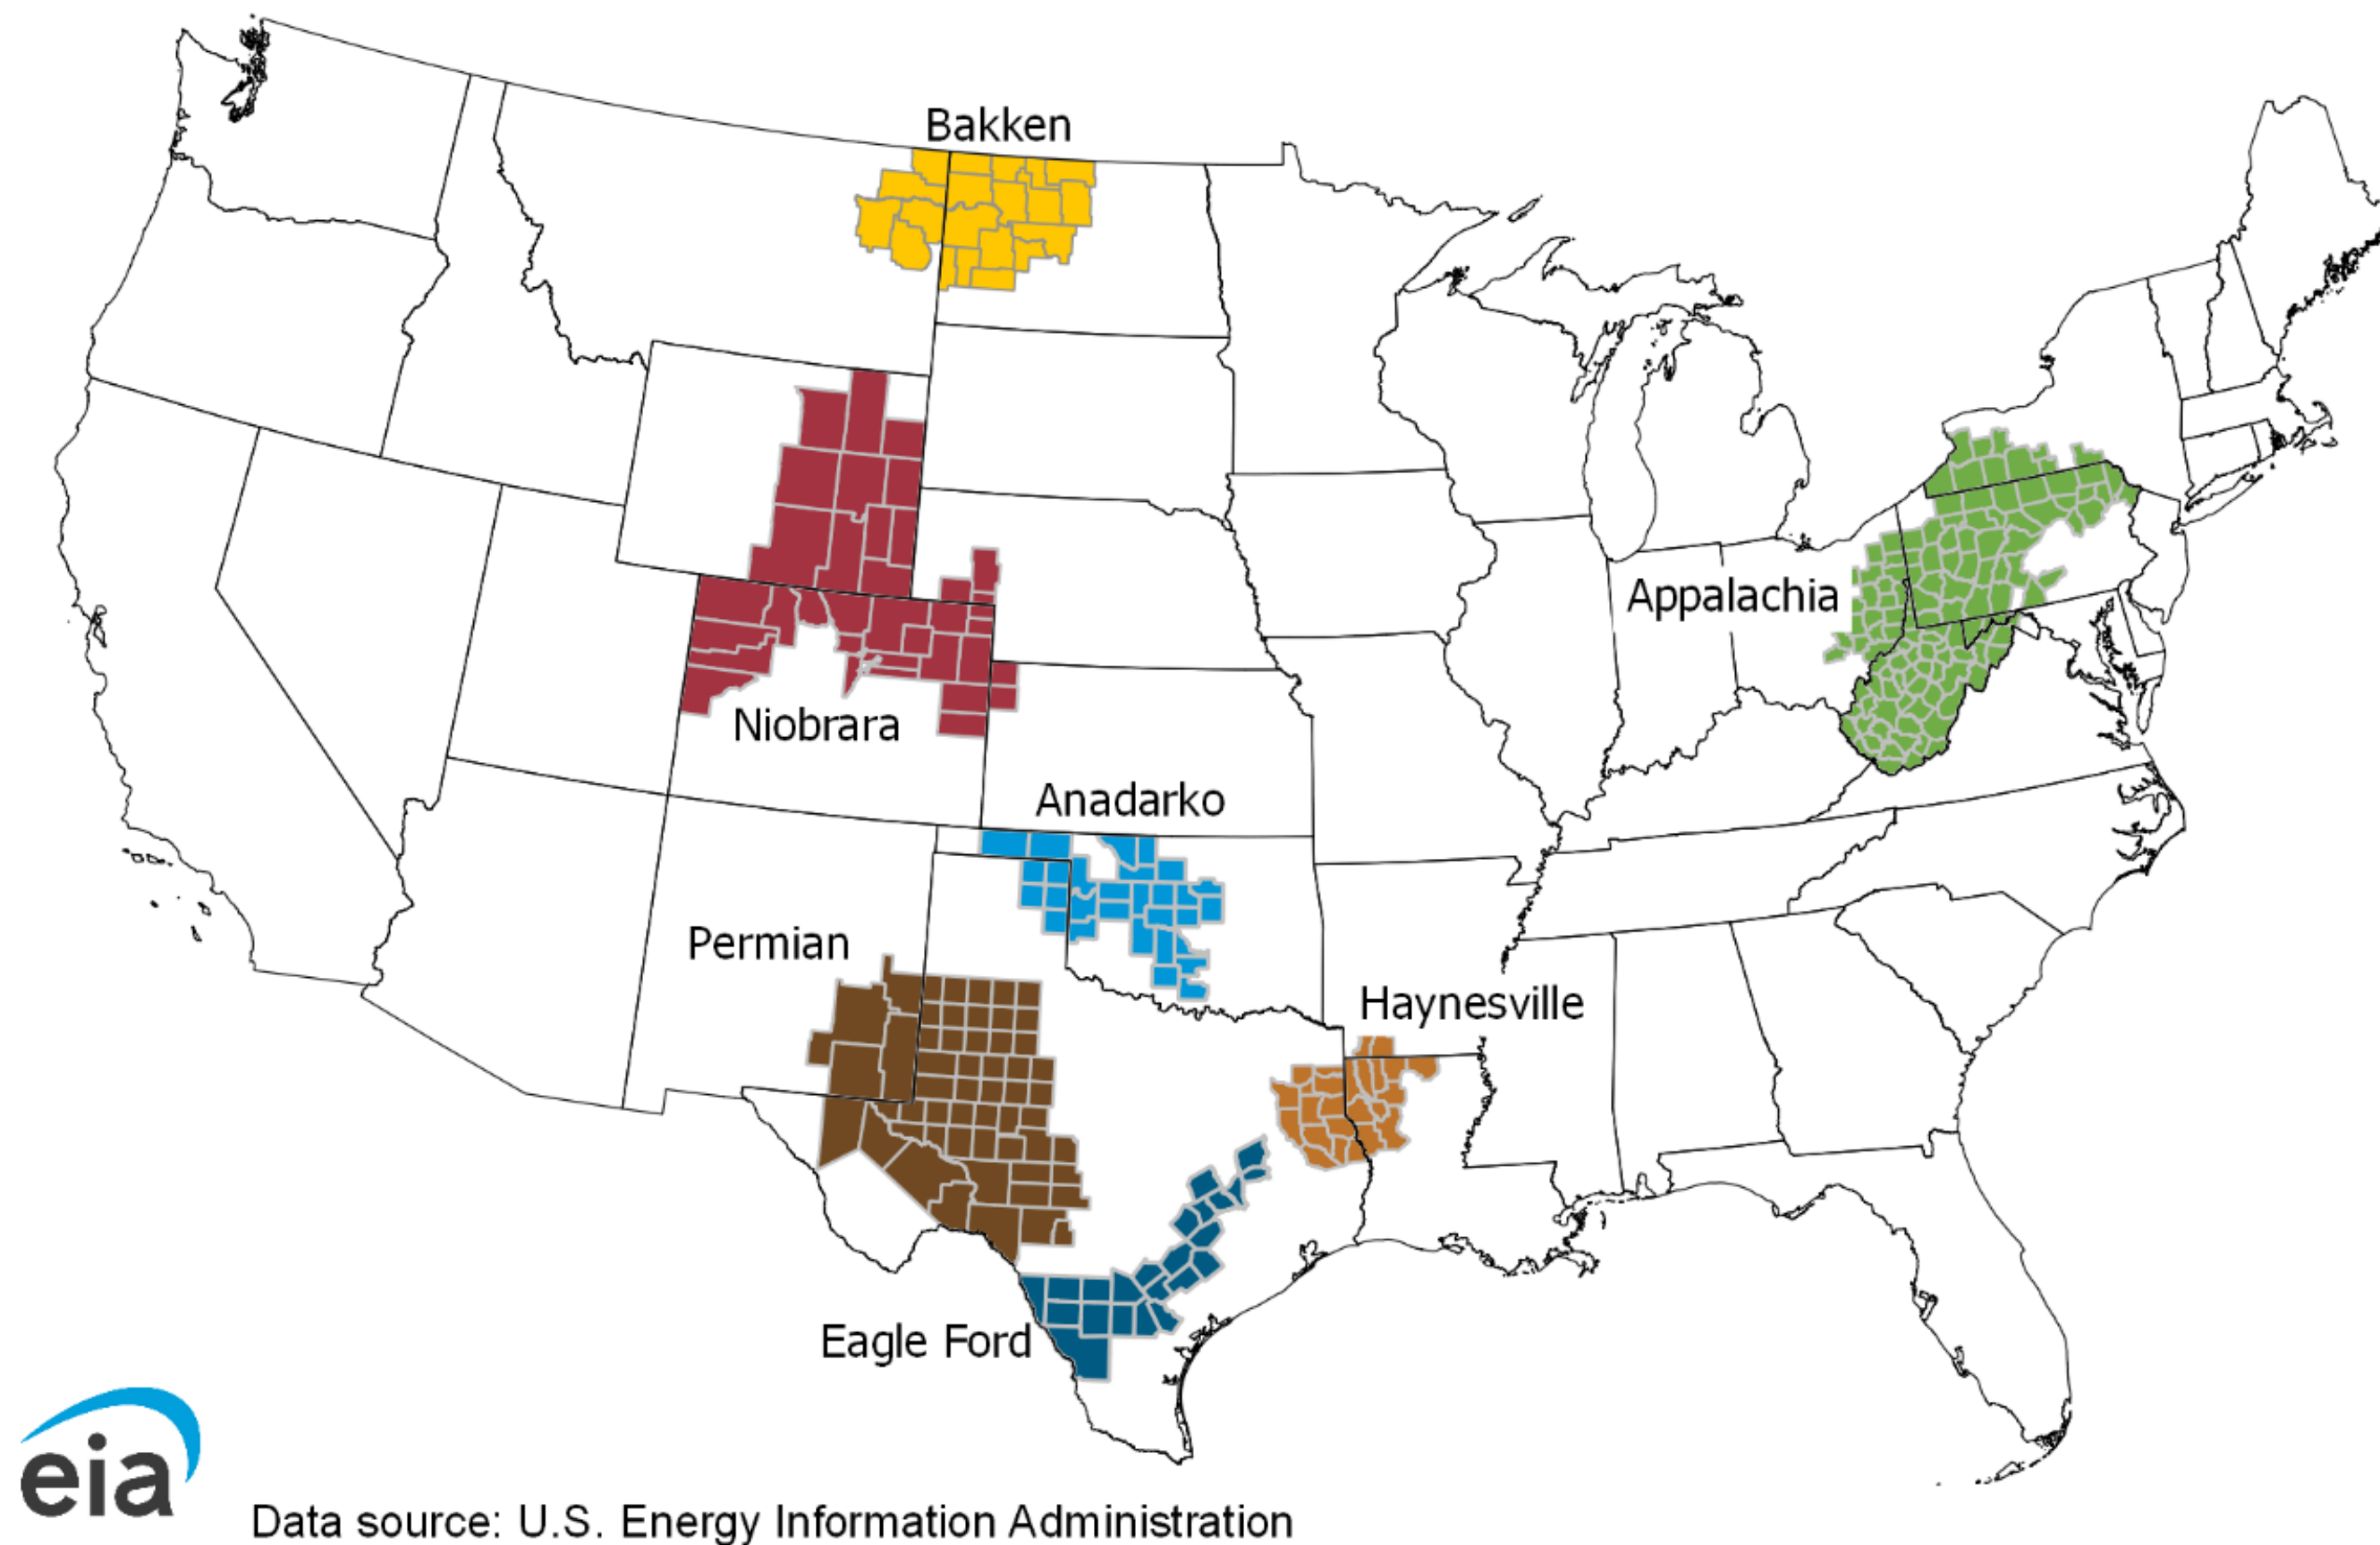 Bakken
Appalachia
Niobrara
Anadarko
Permian
Haynesville
Eagle Ford
eia
Data source: U.S. Energy Information Administration